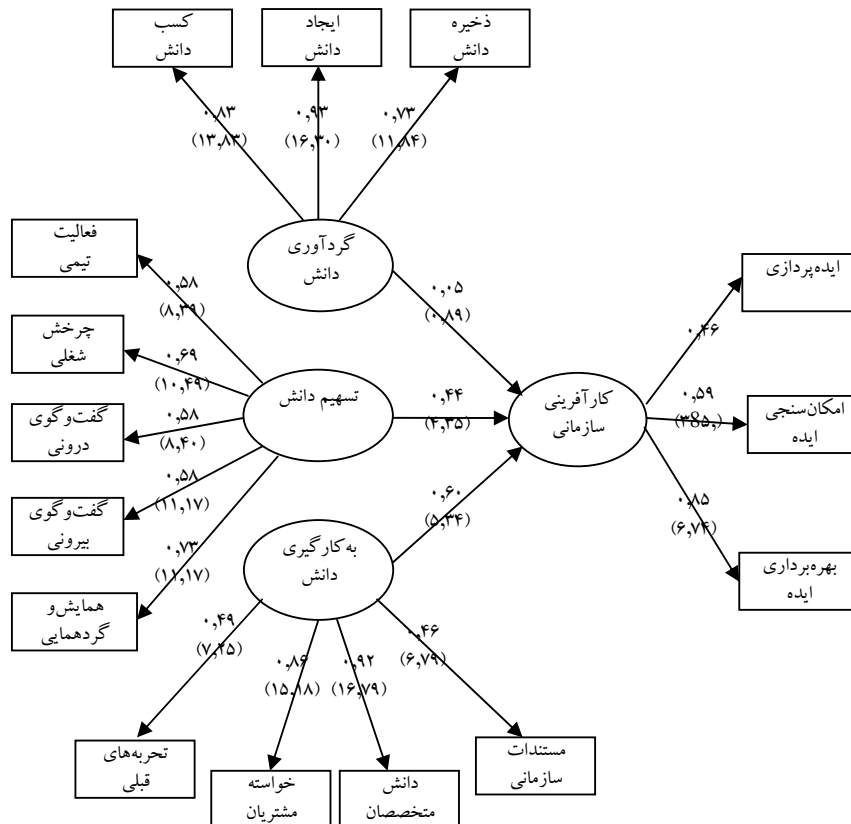 کسب
دانش
ایجاد
دانش
ذخیره
دانش
۰,۸۳
(۱۳,۸۳)
۰,۹۳
(۱۶,۳۰)
۰,۷۳
(۱۱,۸۴)
گردآوری
دانش
فعالیت
تیمی
چرخش
شغلی
گفت‌وگوی
درونی
گفت‌وگوی
بیرونی
همایش‌و
گردهمایی
۰,۵۸
(۸,۳۹)
۰,۶۹
(۱۰,۴۹)
۰,۵۸
(۸,۴۰)
۰,۵۸
(۱۱,۱۷)
۰,۷۳
(۱۱,۱۷)
تسهیم دانش
۰,۰۵
(۰,۸۹)
۰,۴۴
(۴,۳۵)
۰,۶۰
(۵,۳۴)
کارآفرینی
سازمانی
۰,۴۶
۰,۵۹
(۳۸۵,)
۰,۸۵
(۶,۷۴)
ایده‌پردازی
امکان‌سنجی
ایده
بهره‌برداری
ایده
به‌کارگیری
دانش
۰,۴۹
(۷,۲۵)
۰,۸۶
(۱۵,۱۸)
۰,۹۲
(۱۶,۷۹)
۰,۴۶
(۶,۷۹)
تحربه‌های
قبلی
خواسته
مشتریان
دانش
متخصصان
مستندات
سازمانی